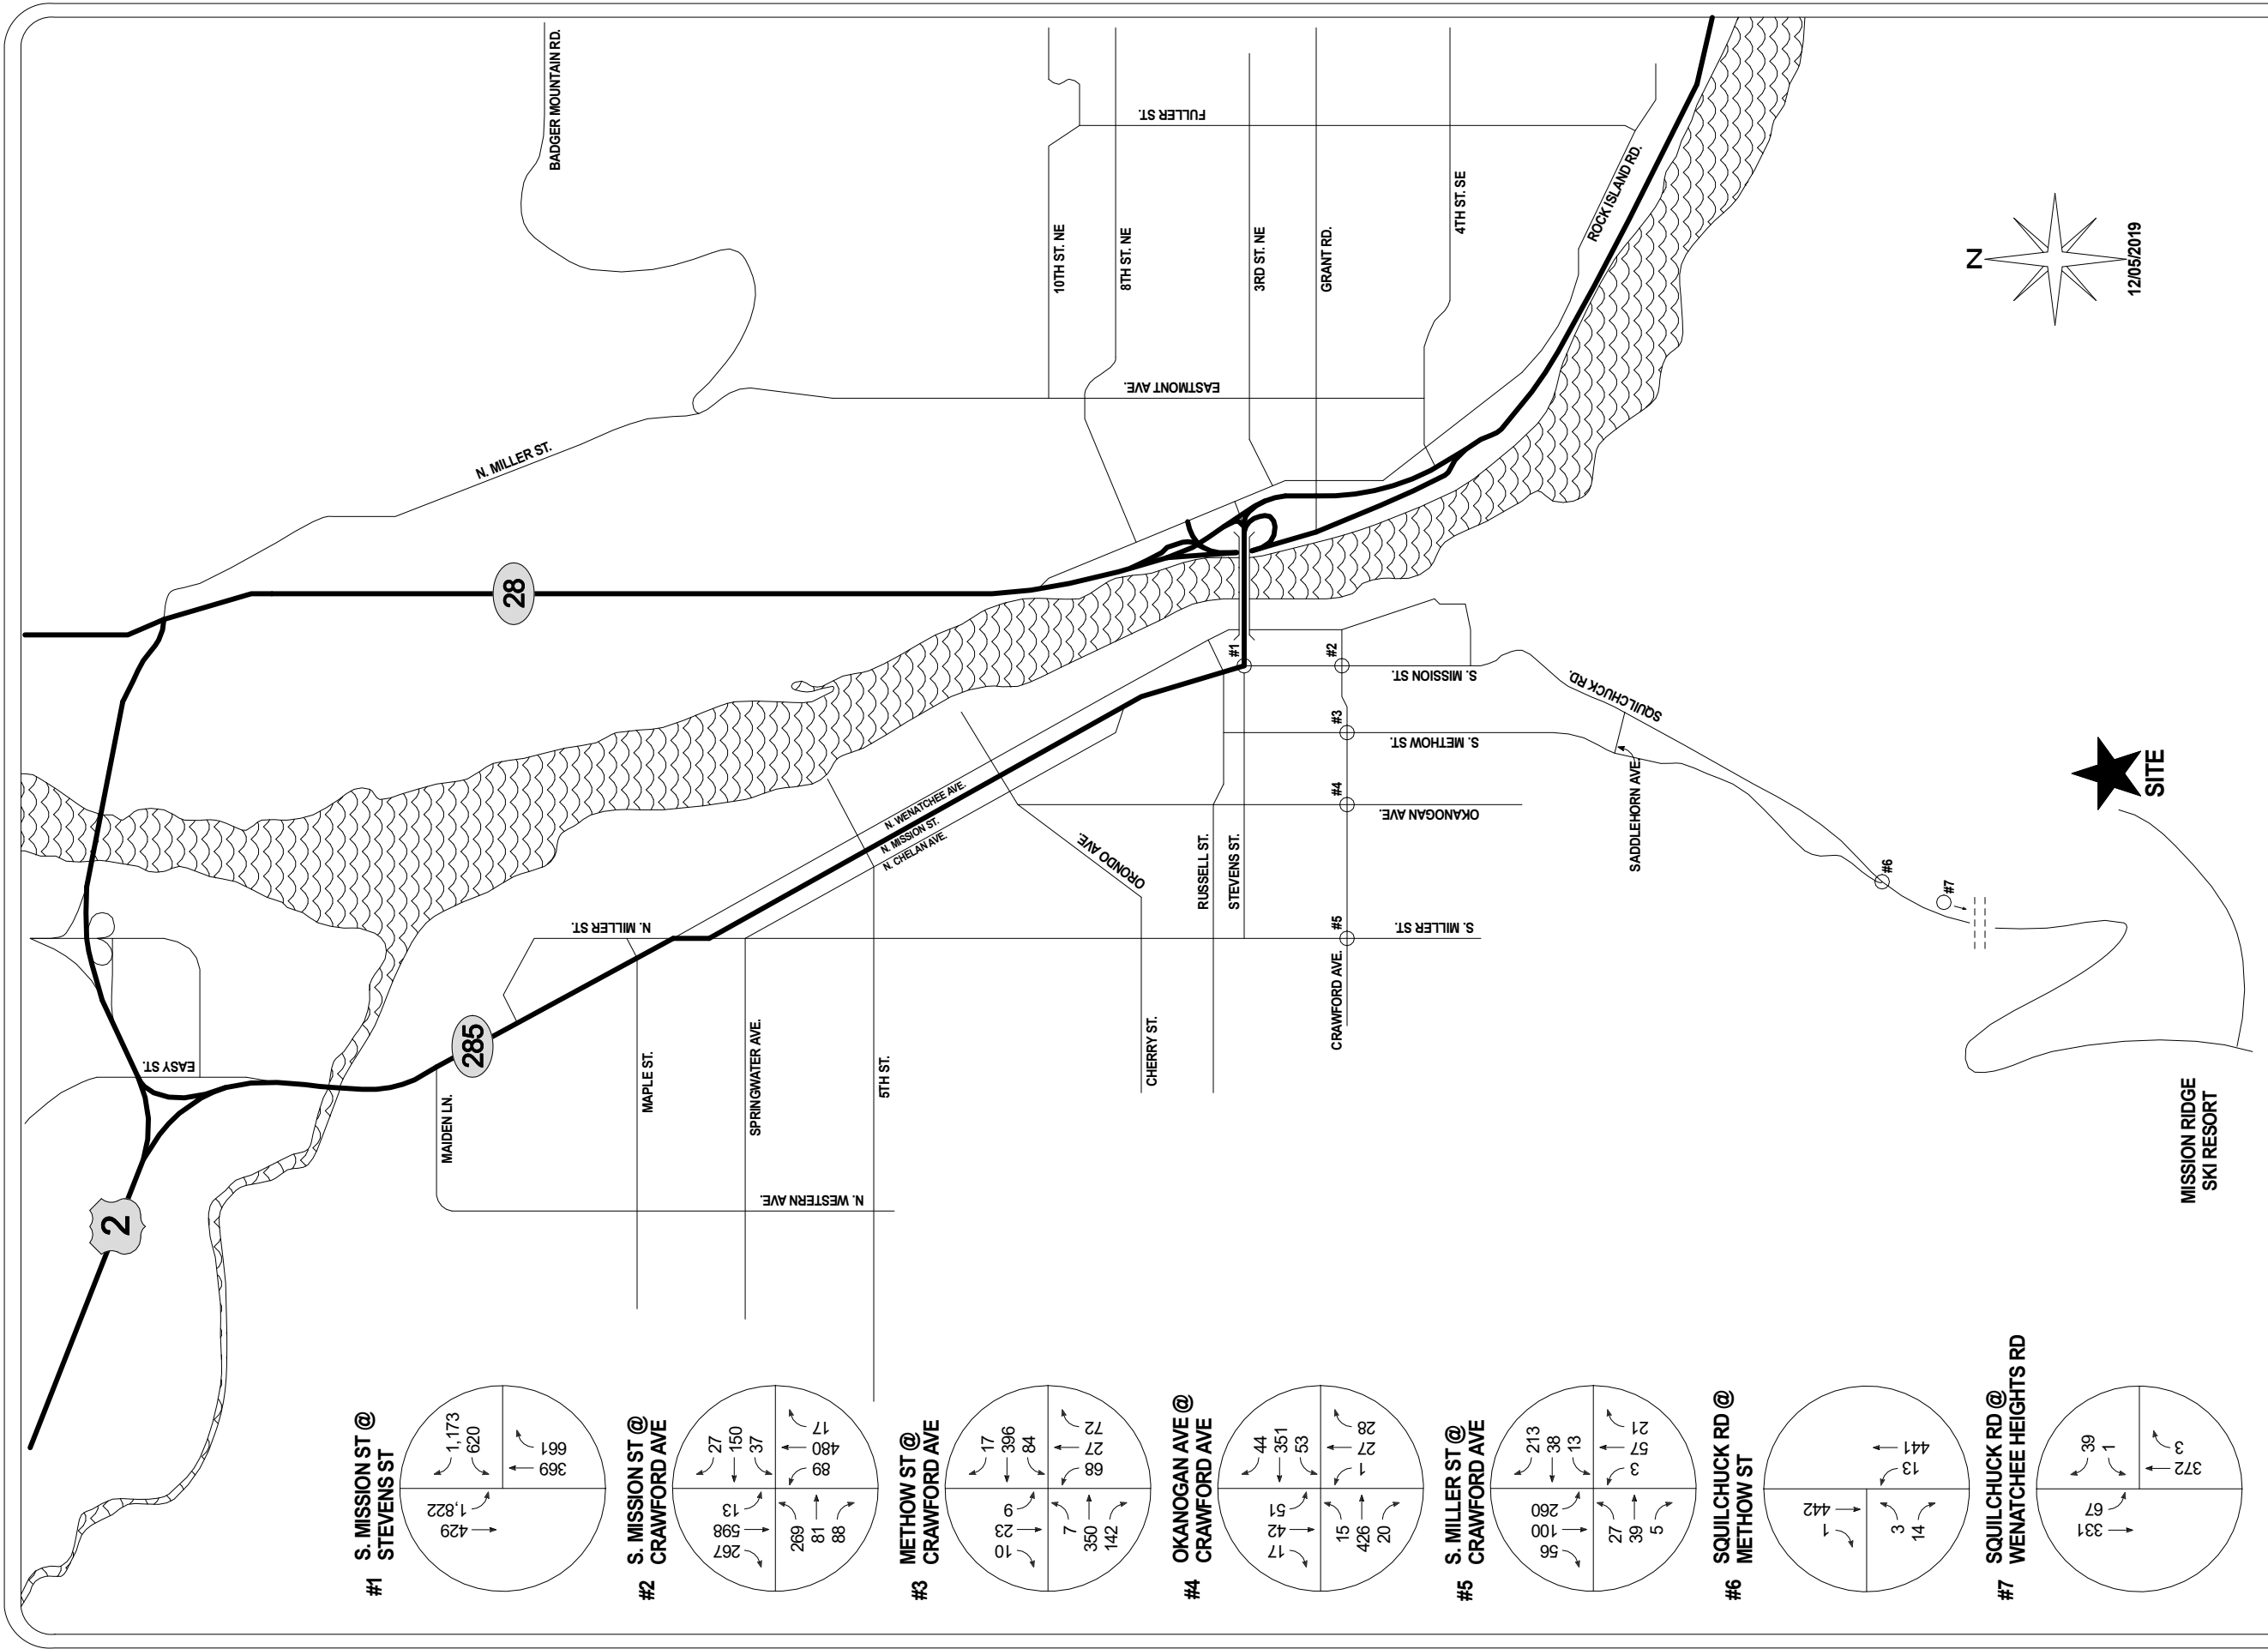 BADGER MOUNTAIN RD.
FULLER ST.
10TH ST. NE
8TH ST. NE
3RD ST. NE
GRANT RD.
4TH ST. SE
ROCK ISLAND RD.
EASTMONT AVE.
N. MILLER ST.
28
N
12/05/2019
#1
#2
S. MISSION ST.
#3
S. METHOW ST.
SQUILCHUCK RD.
#4
OKANOGAN AVE.
SADDLEHORN AVE.
#5
S. MILLER ST.
#6
#7
SITE
N. WENATCHEE AVE.
N. MISSION ST.
N. CHELAN AVE.
ORONDO AVE.
RUSSELL ST.
STEVENS ST.
N. MILLER ST.
CRAWFORD AVE.
CHERRY ST.
285
EASY ST.
MAIDEN LN.
MAPLE ST.
SPRINGWATER AVE.
5TH ST.
N. WESTERN AVE.
2
MISSION RIDGE
SKI RESORT
#1 S. MISSION ST @
STEVENS ST
1,173
620
661
369
1,822
429
#2 S. MISSION ST @
CRAWFORD AVE
27
150
37
17
480
89
13
598
267
269
81
88
#3 METHOW ST @
CRAWFORD AVE
17
396
84
72
27
68
9
23
10
7
350
142
#4 OKANOGAN AVE @
CRAWFORD AVE
44
351
53
28
27
1
51
42
17
15
426
20
#5 S. MILLER ST @
CRAWFORD AVE
213
38
13
21
57
3
260
100
56
27
39
5
#6 SQUILCHUCK RD @
METHOW ST
441
13
442
1
3
14
#7 SQUILCHUCK RD @
WENATCHEE HEIGHTS RD
39
1
3
372
67
331